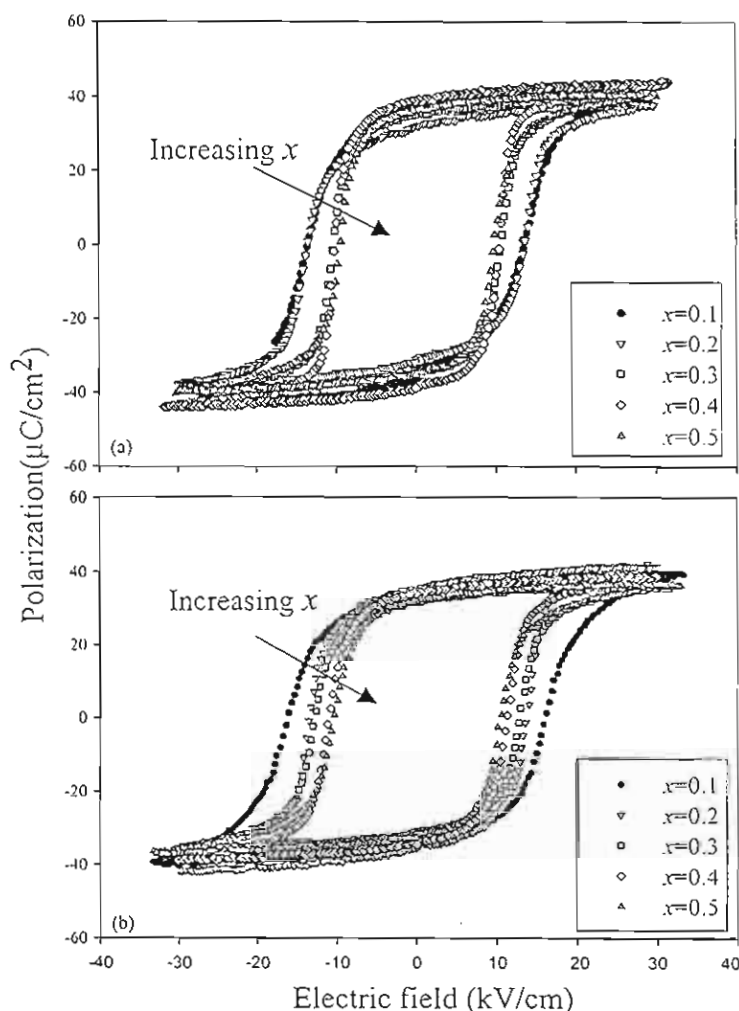 60
40
20
0
-20
-40
-60
Increasing x
x=0.1
x=0.2
x=0.3
x=0.4
x=0.5
(a)
Polarization(μC/cm²)
60
40
20
0
-20
-40
-60
Increasing x
x=0.1
x=0.2
x=0.3
x=0.4
x=0.5
(b)
-40 -30 -20 -10 0 10 20 30 40
Electric field (kV/cm)